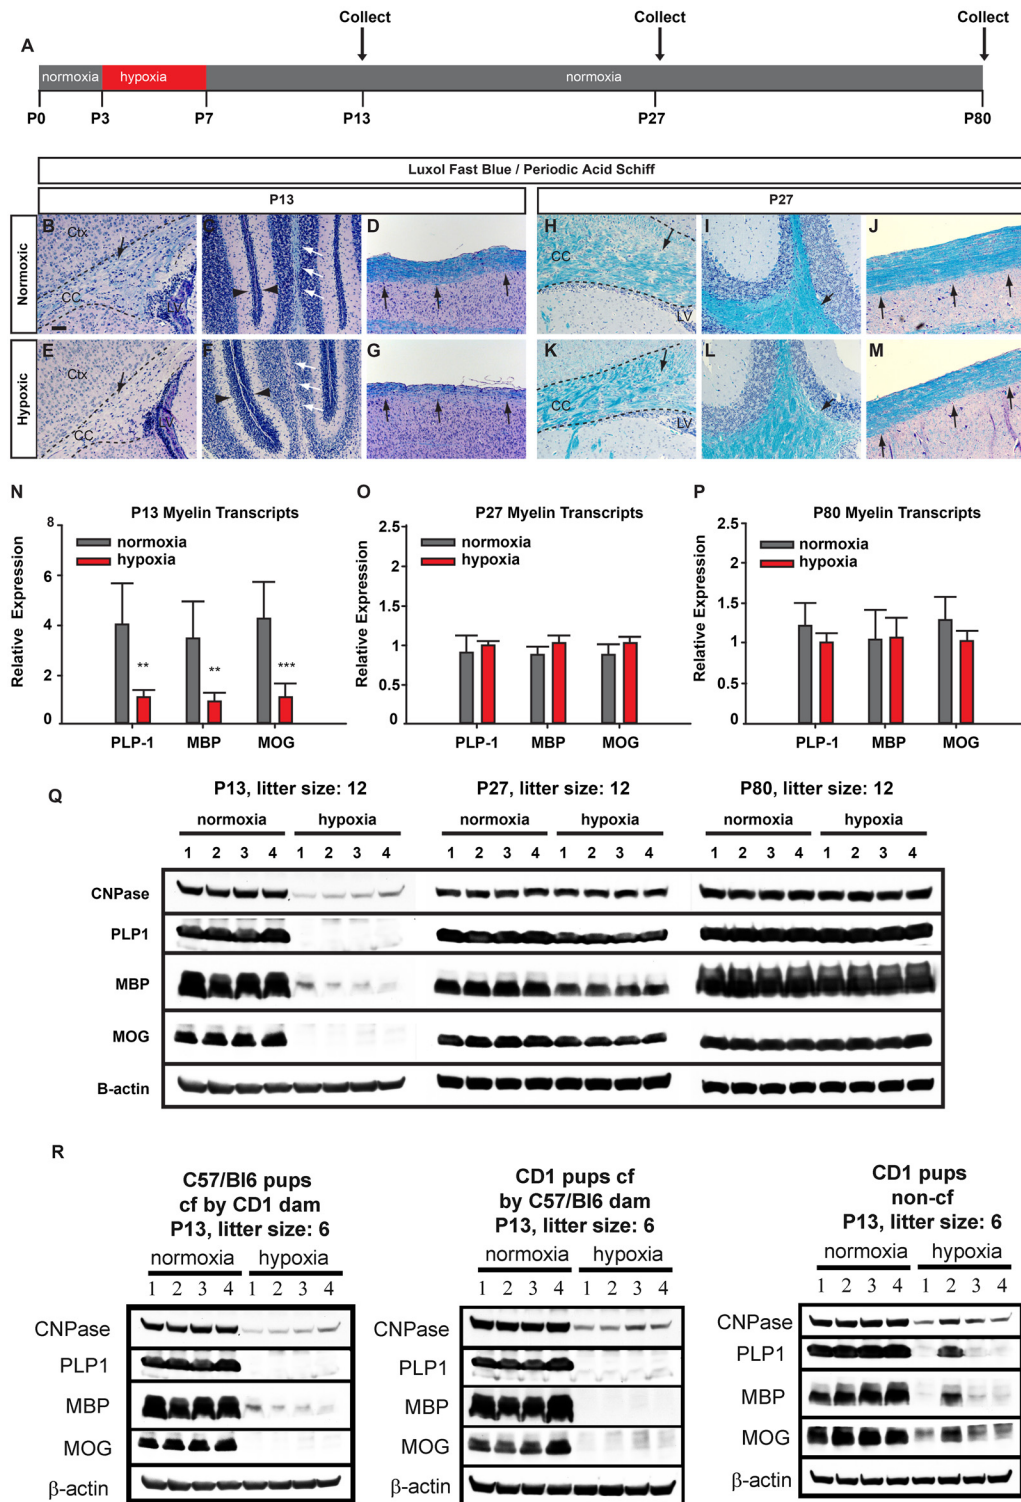 Collect Collect Collect
A
normoxia hypoxia normoxia
P0 P3 P7 P13 P27 P80
Luxol Fast Blue / Periodic Acid Schiff
P13 P27
Normoxic
B C D H I J
Ctx
CC
LV
CC
LV
Hypoxic
E F G K L M
Ctx
CC
LV
CC
LV
N O P
P13 Myelin Transcripts
Relative Expression
8
6
4
2
0
normoxia
hypoxia
** ** ***
PLP-1 MBP MOG
P27 Myelin Transcripts
Relative Expression
2.5
2
1.5
1
0.5
0
normoxia
hypoxia
PLP-1 MBP MOG
P80 Myelin Transcripts
Relative Expression
2.5
2
1.5
1
0.5
0
normoxia
hypoxia
PLP-1 MBP MOG
Q
P13, litter size: 12 P27, litter size: 12 P80, litter size: 12
normoxia hypoxia normoxia hypoxia normoxia hypoxia
1 2 3 4 1 2 3 4 1 2 3 4 1 2 3 4 1 2 3 4 1 2 3 4
CNPase
PLP1
MBP
MOG
B-actin
R
C57/Bl6 pups
cf by CD1 dam
P13, litter size: 6
normoxia hypoxia
1 2 3 4 1 2 3 4
CNPase
PLP1
MBP
MOG
β-actin
CD1 pups cf
by C57/Bl6 dam
P13, litter size: 6
normoxia hypoxia
1 2 3 4 1 2 3 4
CNPase
PLP1
MBP
MOG
β-actin
CD1 pups
non-cf
P13, litter size: 6
normoxia hypoxia
1 2 3 4 1 2 3 4
CNPase
PLP1
MBP
MOG
β-actin